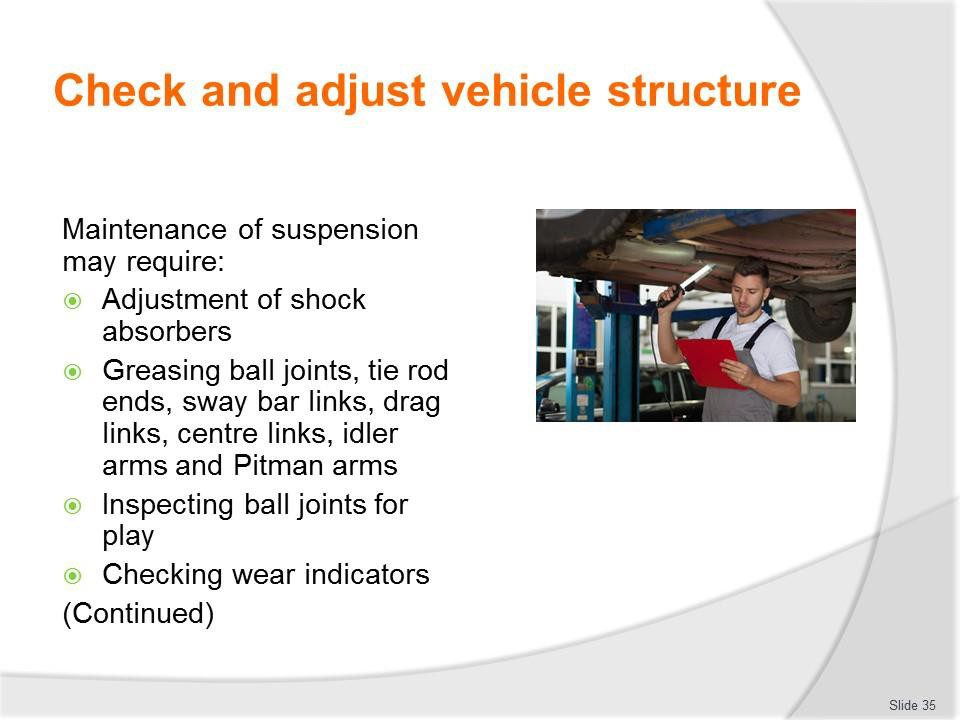 Check and adjust vehicle structure
Maintenance of suspension
may require:
Adjustment of shock
absorbers
Greasing ball joints, tie rod
ends, sway bar links, drag
links, centre links, idler
arms and Pitman arms
Inspecting ball joints for
play
Checking wear indicators
(Continued)
Slide 35